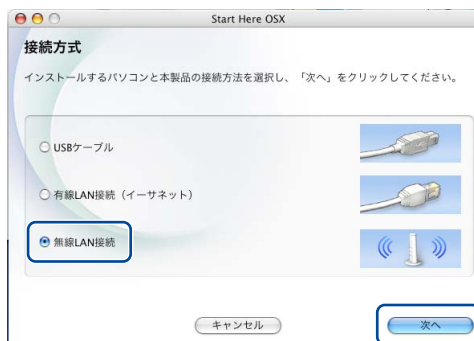 Start Here OSX
接続方式
インストールするパソコンと本製品の接続方法を選択し、「次へ」をクリックしてください。
USBケーブル
有線LAN接続（イーサネット）
無線LAN接続
キャンセル
次へ